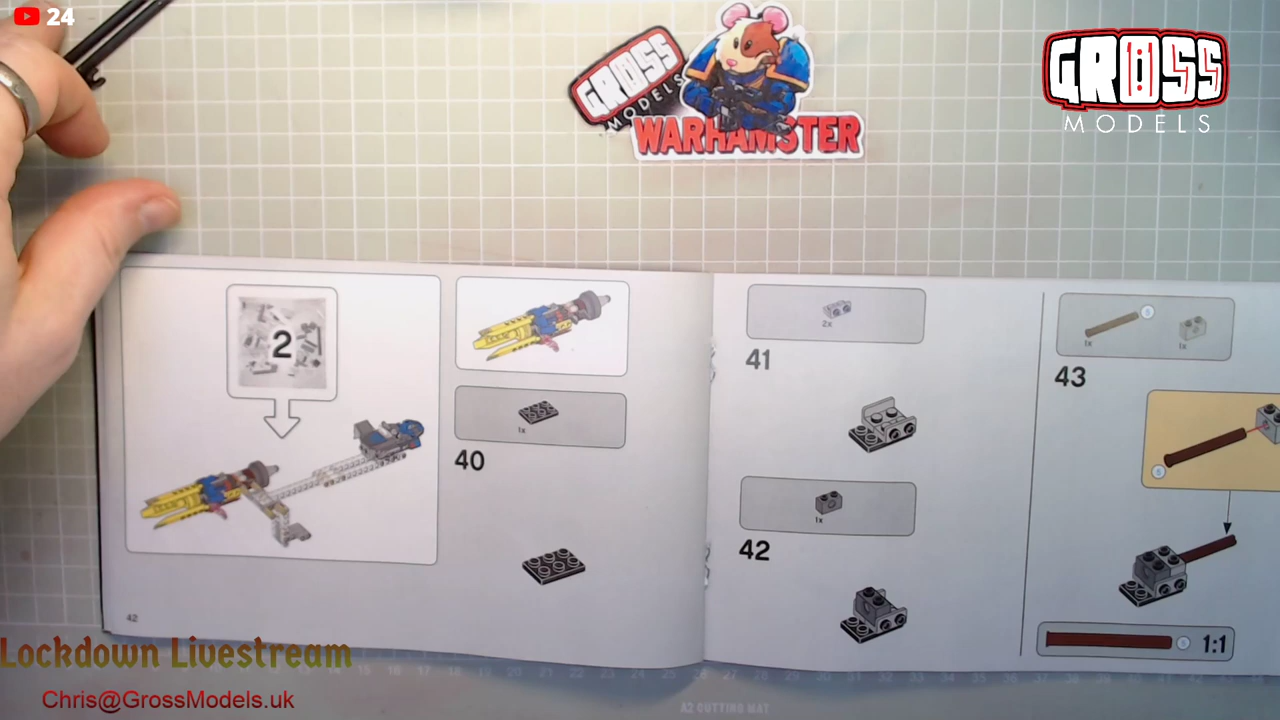 24
GROSS
MODELS
WARHAMSTER
GROSS
MODELS
2
1x
40
42
2x
41
1x
42
1x
1x
43
1:1
Lockdown Livestream
Chris@GrossModels.uk
A2 CUTTING MAT